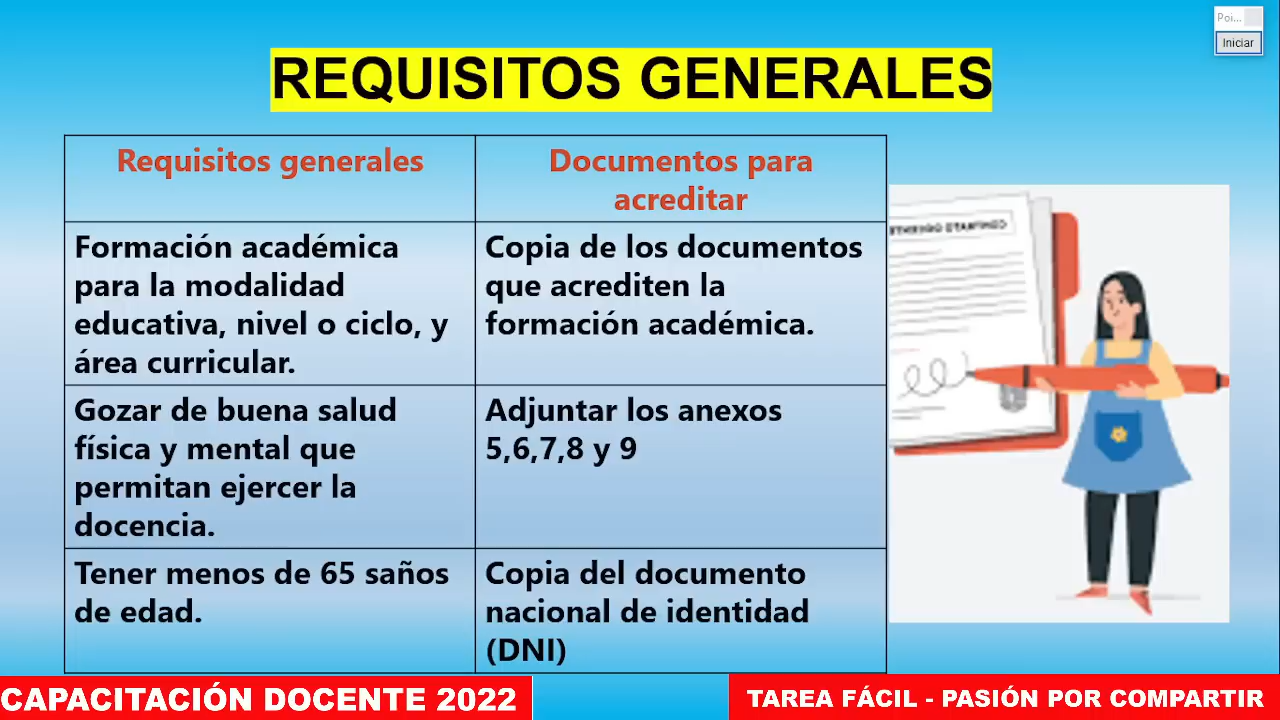 Poi...
Iniciar
REQUISITOS GENERALES
Requisitos generales
Documentos para
acreditar
Formación académica
para la modalidad
educativa, nivel o ciclo, y
área curricular.
Copia de los documentos
que acrediten la
formación académica.
Gozar de buena salud
física y mental que
permitan ejercer la
docencia.
Adjuntar los anexos
5,6,7,8 y 9
Tener menos de 65 saños
de edad.
Copia del documento
nacional de identidad
(DNI)
CAPACITACIÓN DOCENTE 2022
TAREA FÁCIL - PASIÓN POR COMPARTIR